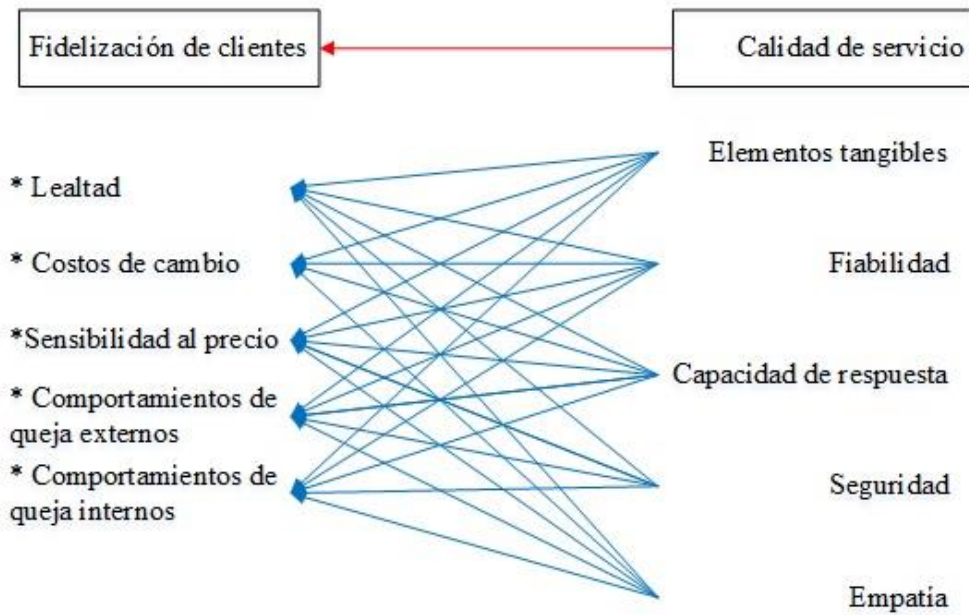 Fidelización de clientes
Calidad de servicio
* Lealtad
* Costos de cambio
*Sensibilidad al precio
* Comportamientos de
queja externos
* Comportamientos de
queja internos
Elementos tangibles
Fiabilidad
Capacidad de respuesta
Seguridad
Empatía